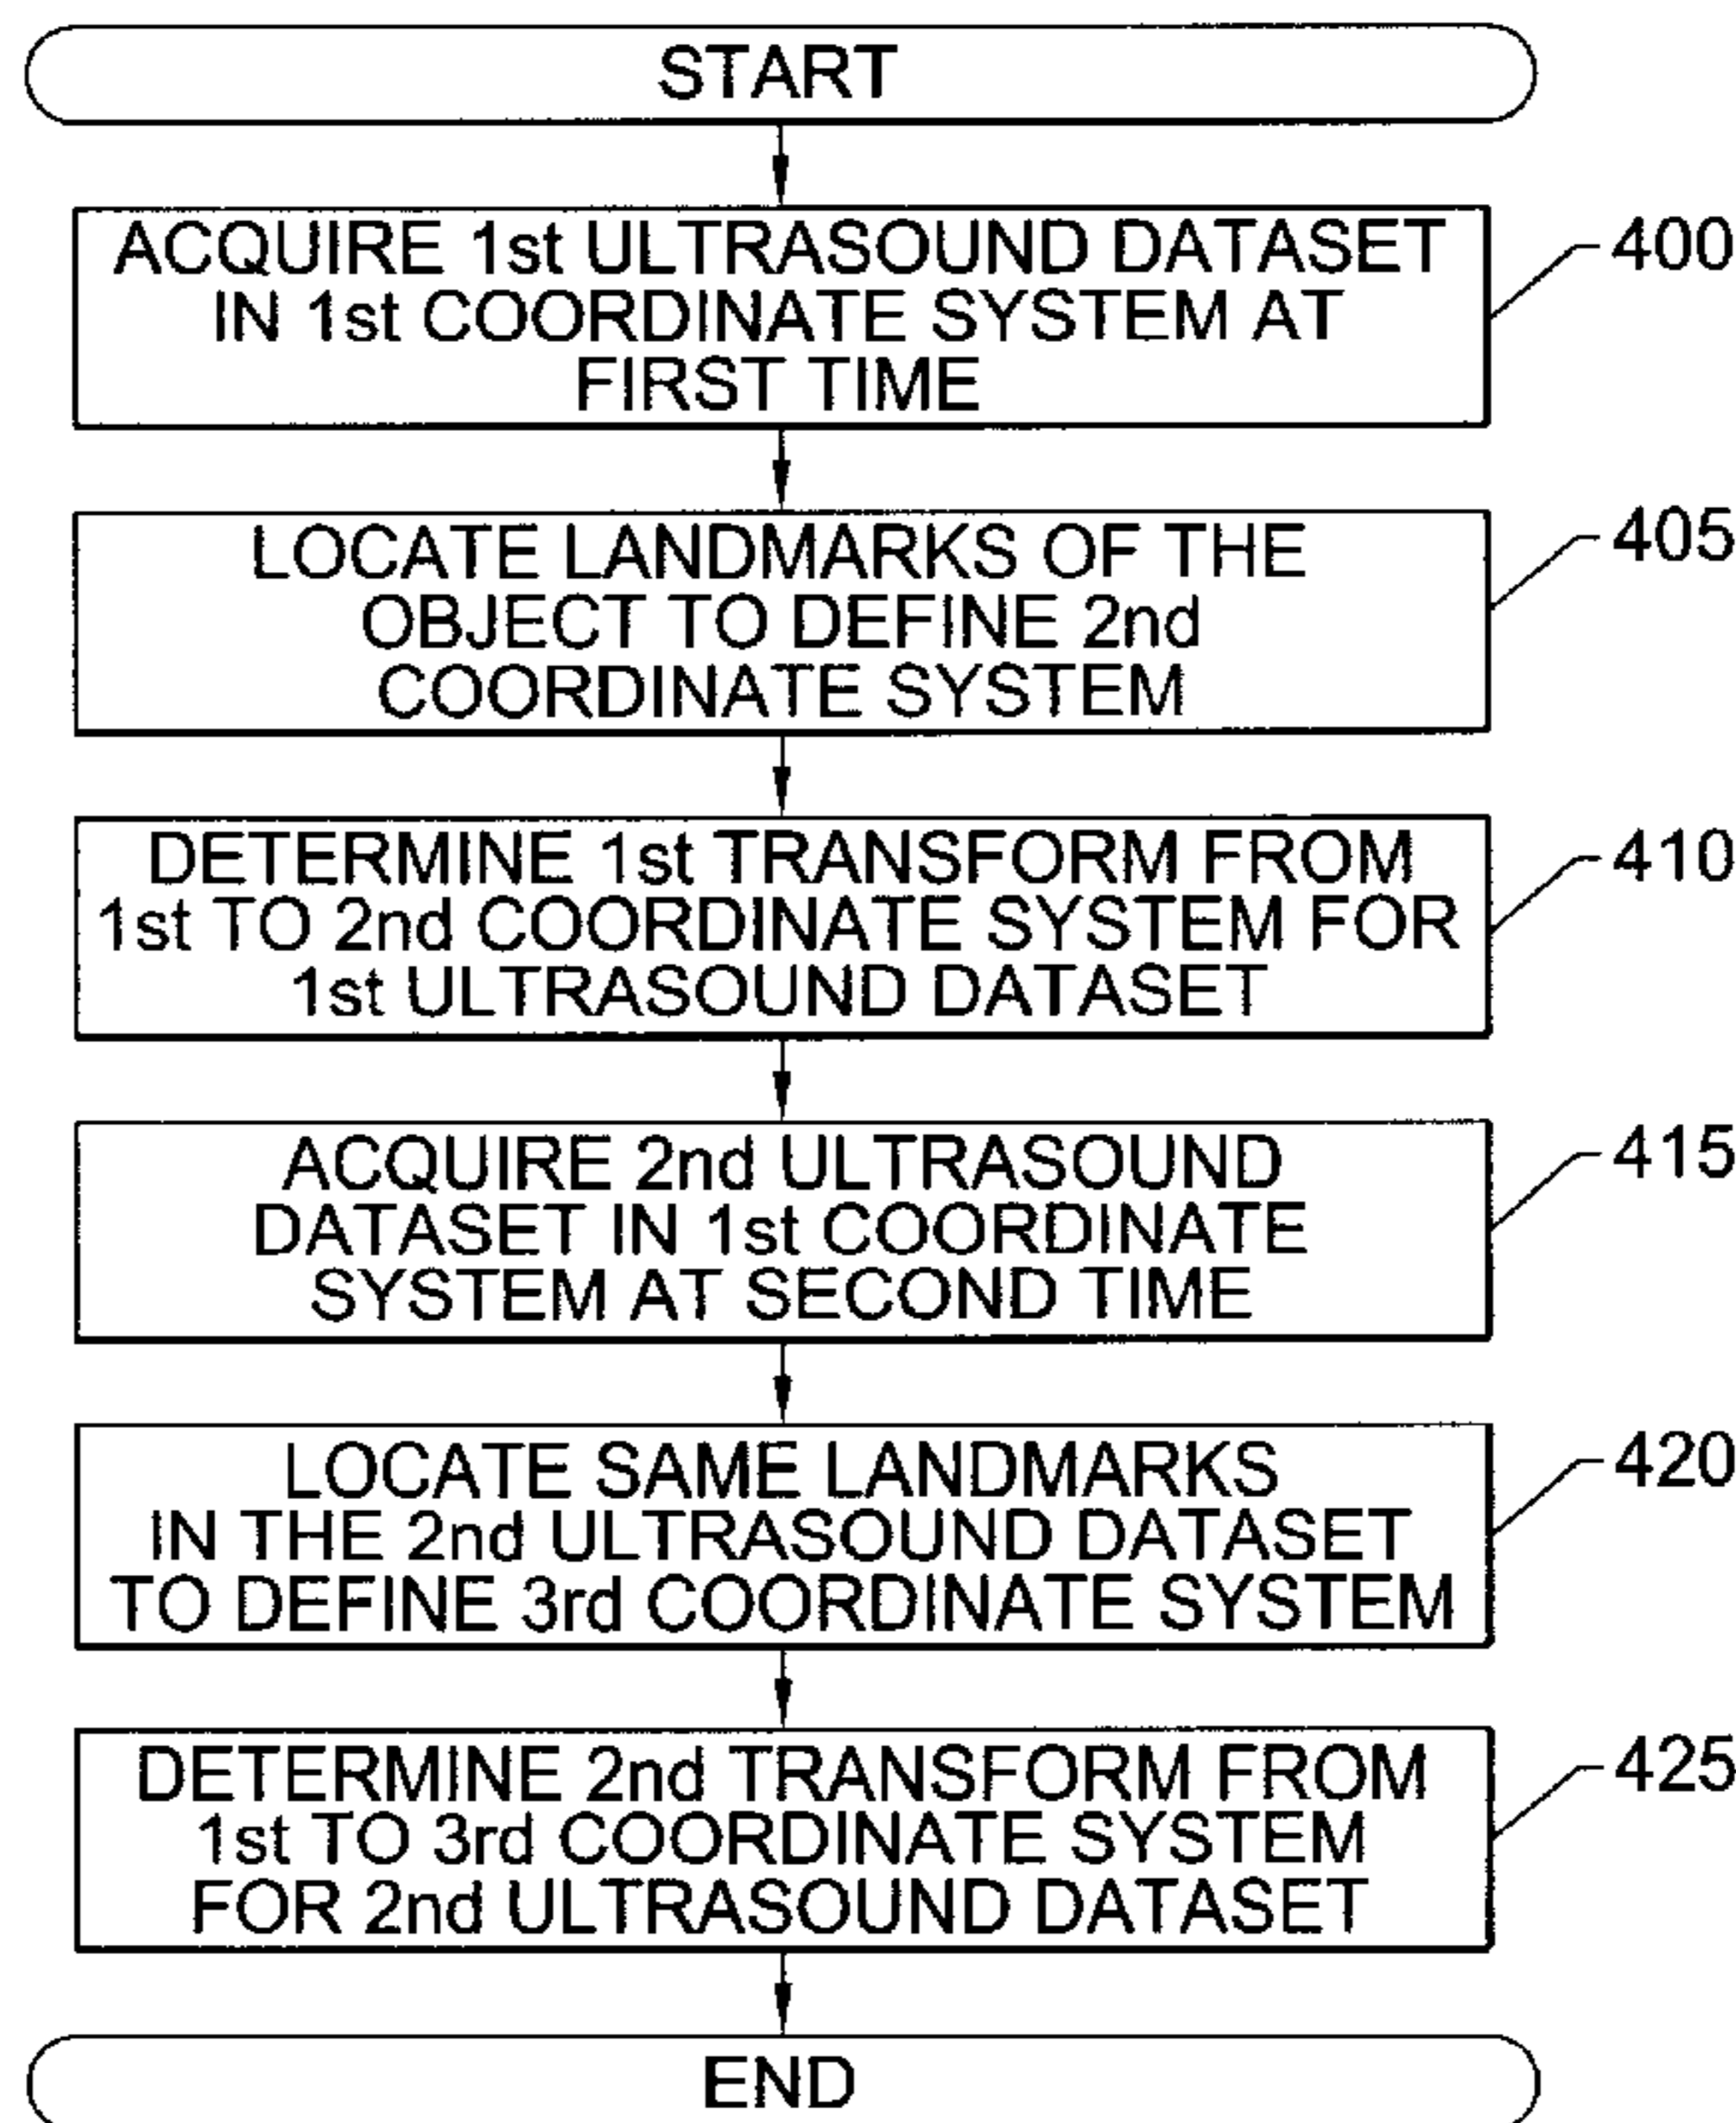 START
ACQUIRE 1st ULTRASOUND DATASET
IN 1st COORDINATE SYSTEM AT
FIRST TIME
400
LOCATE LANDMARKS OF THE
OBJECT TO DEFINE 2nd
COORDINATE SYSTEM
405
DETERMINE 1st TRANSFORM FROM
1st TO 2nd COORDINATE SYSTEM FOR
1st ULTRASOUND DATASET
410
ACQUIRE 2nd ULTRASOUND
DATASET IN 1st COORDINATE
SYSTEM AT SECOND TIME
415
LOCATE SAME LANDMARKS
IN THE 2nd ULTRASOUND DATASET
TO DEFINE 3rd COORDINATE SYSTEM
420
DETERMINE 2nd TRANSFORM FROM
1st TO 3rd COORDINATE SYSTEM
FOR 2nd ULTRASOUND DATASET
425
END